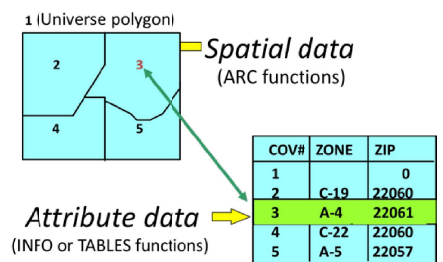 1 (Universe polygon)
2
3
4
5
Spatial data
(ARC functions)
COV# ZONE ZIP
1 0
2 C-19 22060
3 A-4 22061
4 C-22 22060
5 A-5 22057
Attribute data
(INFO or TABLES functions)